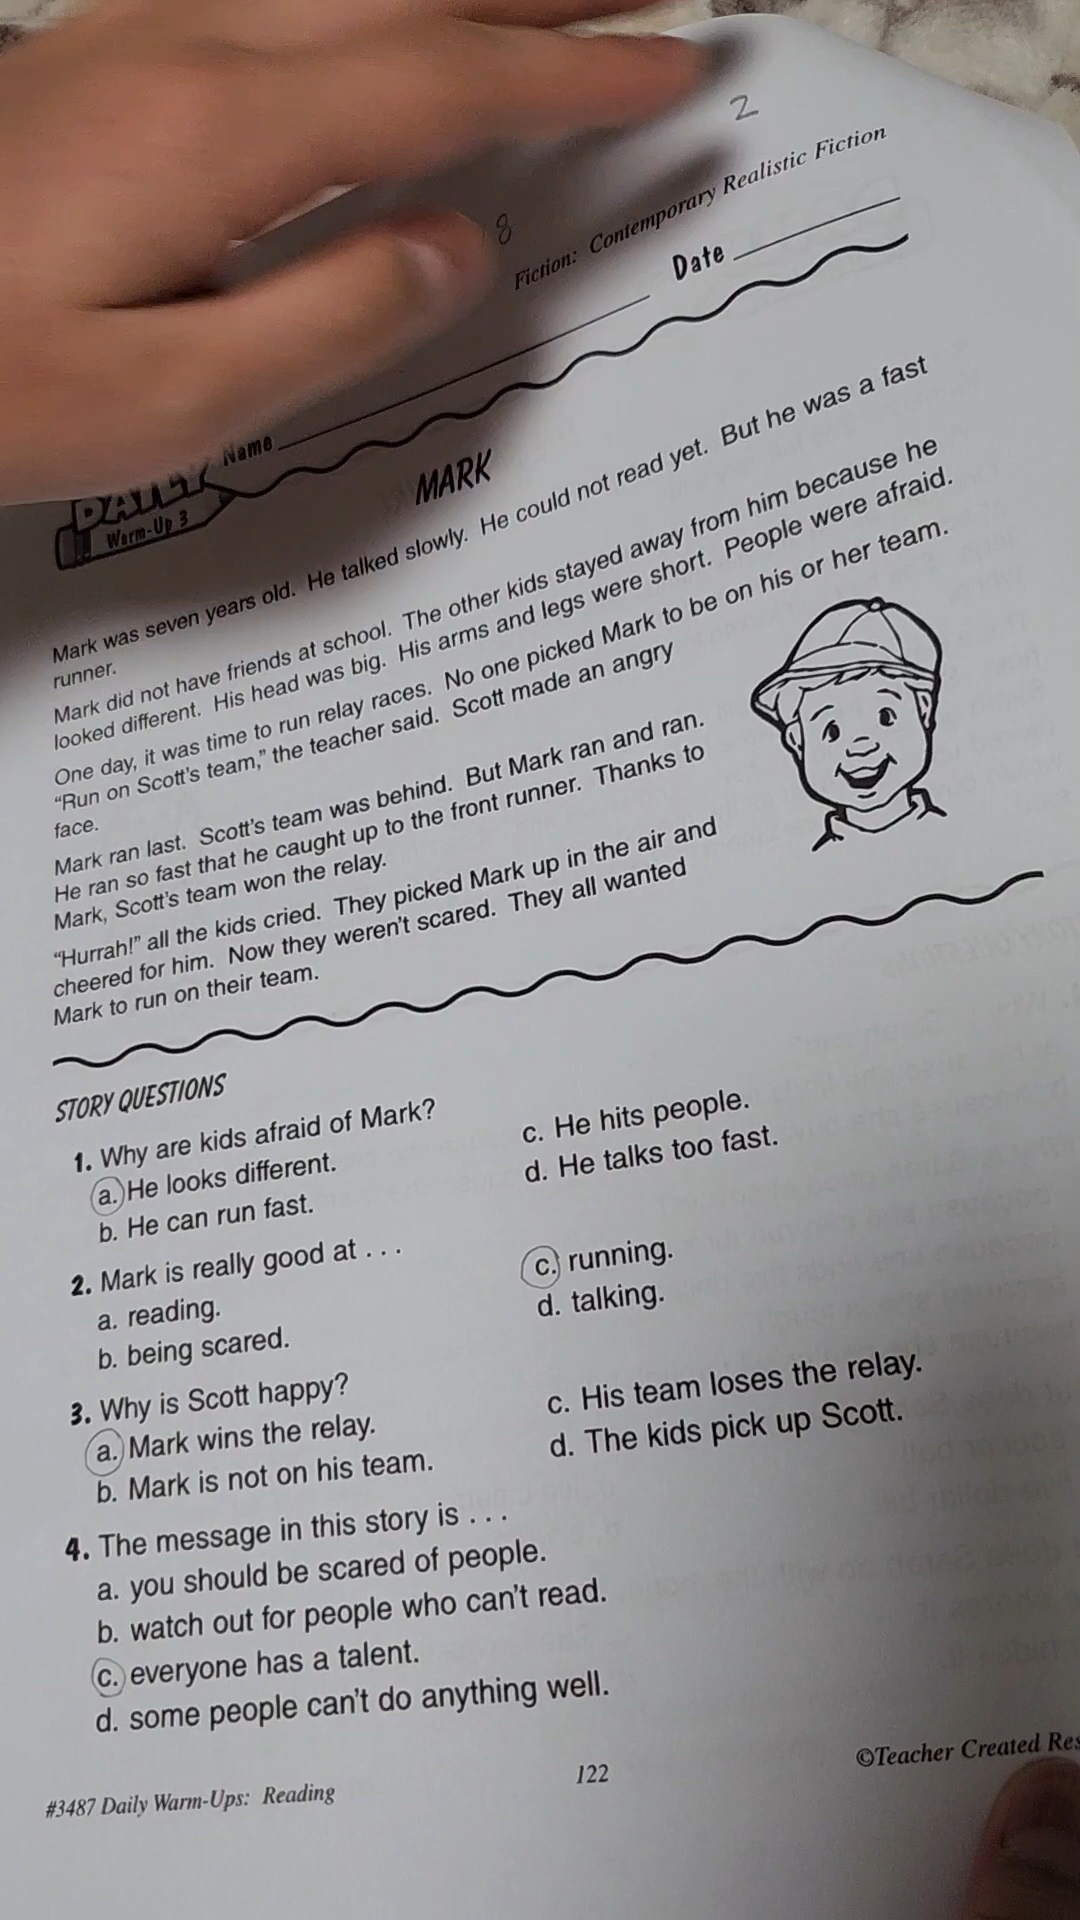 2
8
Fiction: Contemporary Realistic Fiction
Name
Date
DAILY
Warm-Up 3
MARK
Mark was seven years old. He talked slowly. He could not read yet. But he was a fast
runner.
Mark did not have friends at school. The other kids stayed away from him because he
looked different. His head was big. His arms and legs were short. People were afraid.
One day, it was time to run relay races. No one picked Mark to be on his or her team.
“Run on Scott’s team,” the teacher said. Scott made an angry
face.
Mark ran last. Scott’s team was behind. But Mark ran and ran.
He ran so fast that he caught up to the front runner. Thanks to
Mark, Scott’s team won the relay.
“Hurrah!” all the kids cried. They picked Mark up in the air and
cheered for him. Now they weren’t scared. They all wanted
Mark to run on their team.
STORY QUESTIONS
1. Why are kids afraid of Mark?
a. He looks different.
b. He can run fast.
c. He hits people.
d. He talks too fast.
2. Mark is really good at . . .
a. reading.
b. being scared.
c. running.
d. talking.
3. Why is Scott happy?
a. Mark wins the relay.
b. Mark is not on his team.
c. His team loses the relay.
d. The kids pick up Scott.
4. The message in this story is . . .
a. you should be scared of people.
b. watch out for people who can’t read.
c. everyone has a talent.
d. some people can’t do anything well.
#3487 Daily Warm-Ups: Reading
122
©Teacher Created Res